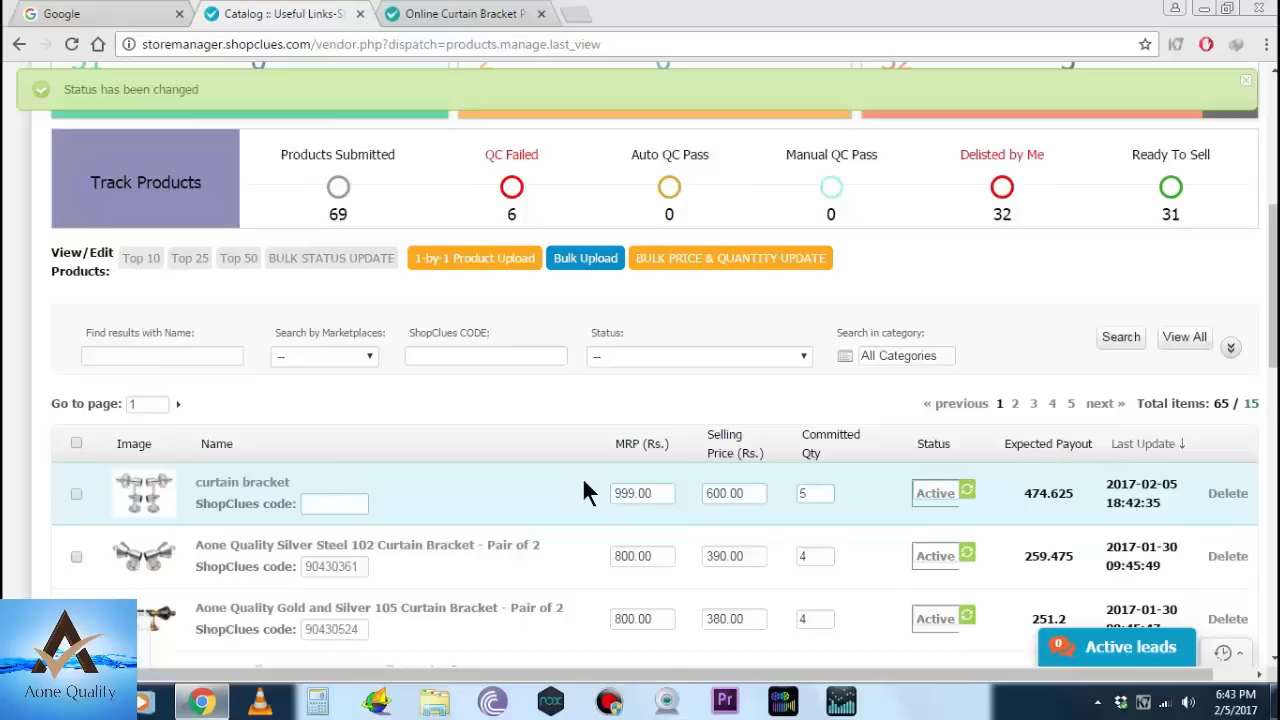 Google
Catalog :: Useful Links-S
Online Curtain Bracket P
storemanager.shopclues.com/vendor.php?dispatch=products.manage.last_view
Status has been changed
Track Products
Products Submitted
QC Failed
Auto QC Pass
Manual QC Pass
Delisted by Me
Ready To Sell
69
6
0
0
32
31
View/Edit Products:
Top 10
Top 25
Top 50
BULK STATUS UPDATE
1-by-1 Product Upload
Bulk Upload
BULK PRICE & QUANTITY UPDATE
Find results with Name:
Search by Marketplaces:
ShopClues CODE:
Status:
Search in category:
--
--
All Categories
Search
View All
Go to page: 1
« previous 1 2 3 4 5 next » Total items: 65 / 15
Image
Name
MRP (Rs.)
Selling Price (Rs.)
Committed Qty
Status
Expected Payout
Last Update ↓
curtain bracket
ShopClues code:
999.00
600.00
5
Active
474.625
2017-02-05
18:42:35
Delete
Aone Quality Silver Steel 102 Curtain Bracket - Pair of 2
ShopClues code: 90430361
800.00
390.00
4
Active
259.475
2017-01-30
09:45:49
Delete
Aone Quality Gold and Silver 105 Curtain Bracket - Pair of 2
ShopClues code: 90430524
800.00
380.00
4
Active
251.2
2017-01-30
Delete
0 Active leads
Aone Quality
nox
Pr
6:43 PM
2/5/2017